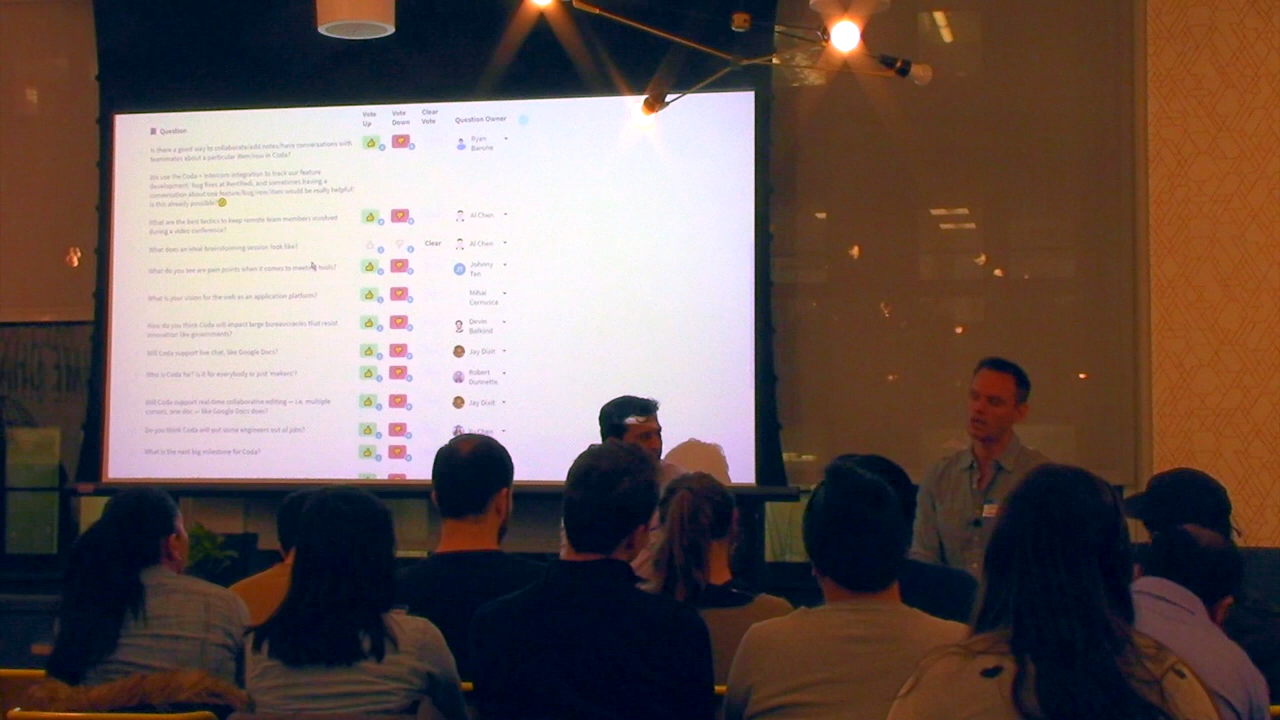 Question
Vote Up
Vote Down
Clear Vote
Question Owner
Is there a good way to collaborate/add notes/have conversations with
teammates about a particular item/row in Coda?
Ryan
Barone
We use the Coda + Intercom integration to track our feature
development/ bug fixes at RentRedi, and sometimes having a
conversation about one feature/bug/row/item would be really helpful!
Is this already possible?
What are the best tactics to keep remote team members involved
during a video conference?
Al Chen
What does an ideal brainstorming session look like?
Clear
Al Chen
What do you see are pain points when it comes to meeting tools?
Johnny
Tan
What is your vision for the web as an application platform?
Mihai
How do you think Coda will impact large bureaucracies that resist
innovation like governments?
Devin
Balkind
Will Coda support live chat, like Google Docs?
Jay Dixit
Who is Coda for? Is it for everybody or just 'makers'?
Robert
Dunnette
Will Coda support real-time collaborative editing — i.e. multiple
cursors, one doc — like Google Docs does?
Jay Dixit
Do you think Coda will put some engineers out of jobs?
What is the next big milestone for Coda?